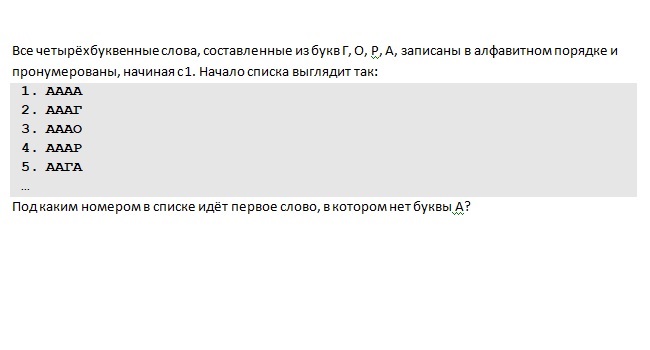 Все четырёхбуквенные слова, составленные из букв Г, О, Р, А, записаны в алфавитном порядке и
пронумерованы, начиная с 1. Начало списка выглядит так:
1. АААА
2. АААГ
3. АААО
4. АААР
5. ААГА
…
Под каким номером в списке идёт первое слово, в котором нет буквы А?